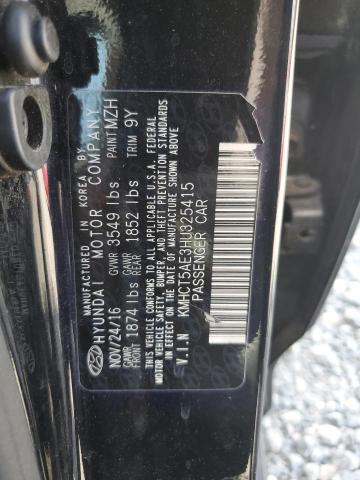 MANUFACTURED IN KOREA BY
HYUNDAI MOTOR COMPANY
NOV/24/16 GVWR 3549 lbs PAINT MZH
GAWR FRONT 1874 lbs GAWR REAR 1852 lbs TRIM 9Y
THIS VEHICLE CONFORMS TO ALL APPLICABLE U.S.A. FEDERAL
MOTOR VEHICLE SAFETY, BUMPER, AND THEFT PREVENTION
STANDARDS IN EFFECT ON THE DATE OF MANUFACTURE SHOWN ABOVE
V.I.N KMHCT5AE3HU325415
PASSENGER CAR